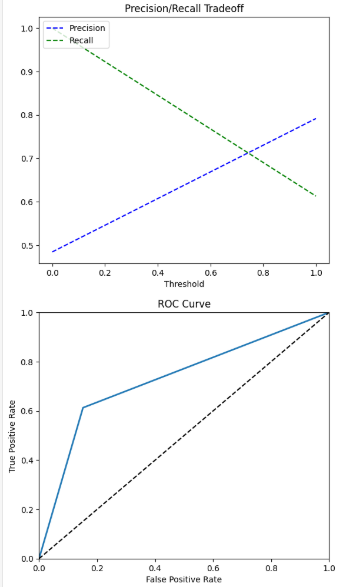 Precision/Recall Tradeoff
1.0
0.9
0.8
0.7
0.6
0.5
Precision
Recall
0.0 0.2 0.4 0.6 0.8 1.0
Threshold
ROC Curve
1.0
0.8
0.6
0.4
0.2
0.0
True Positive Rate
0.0 0.2 0.4 0.6 0.8 1.0
False Positive Rate